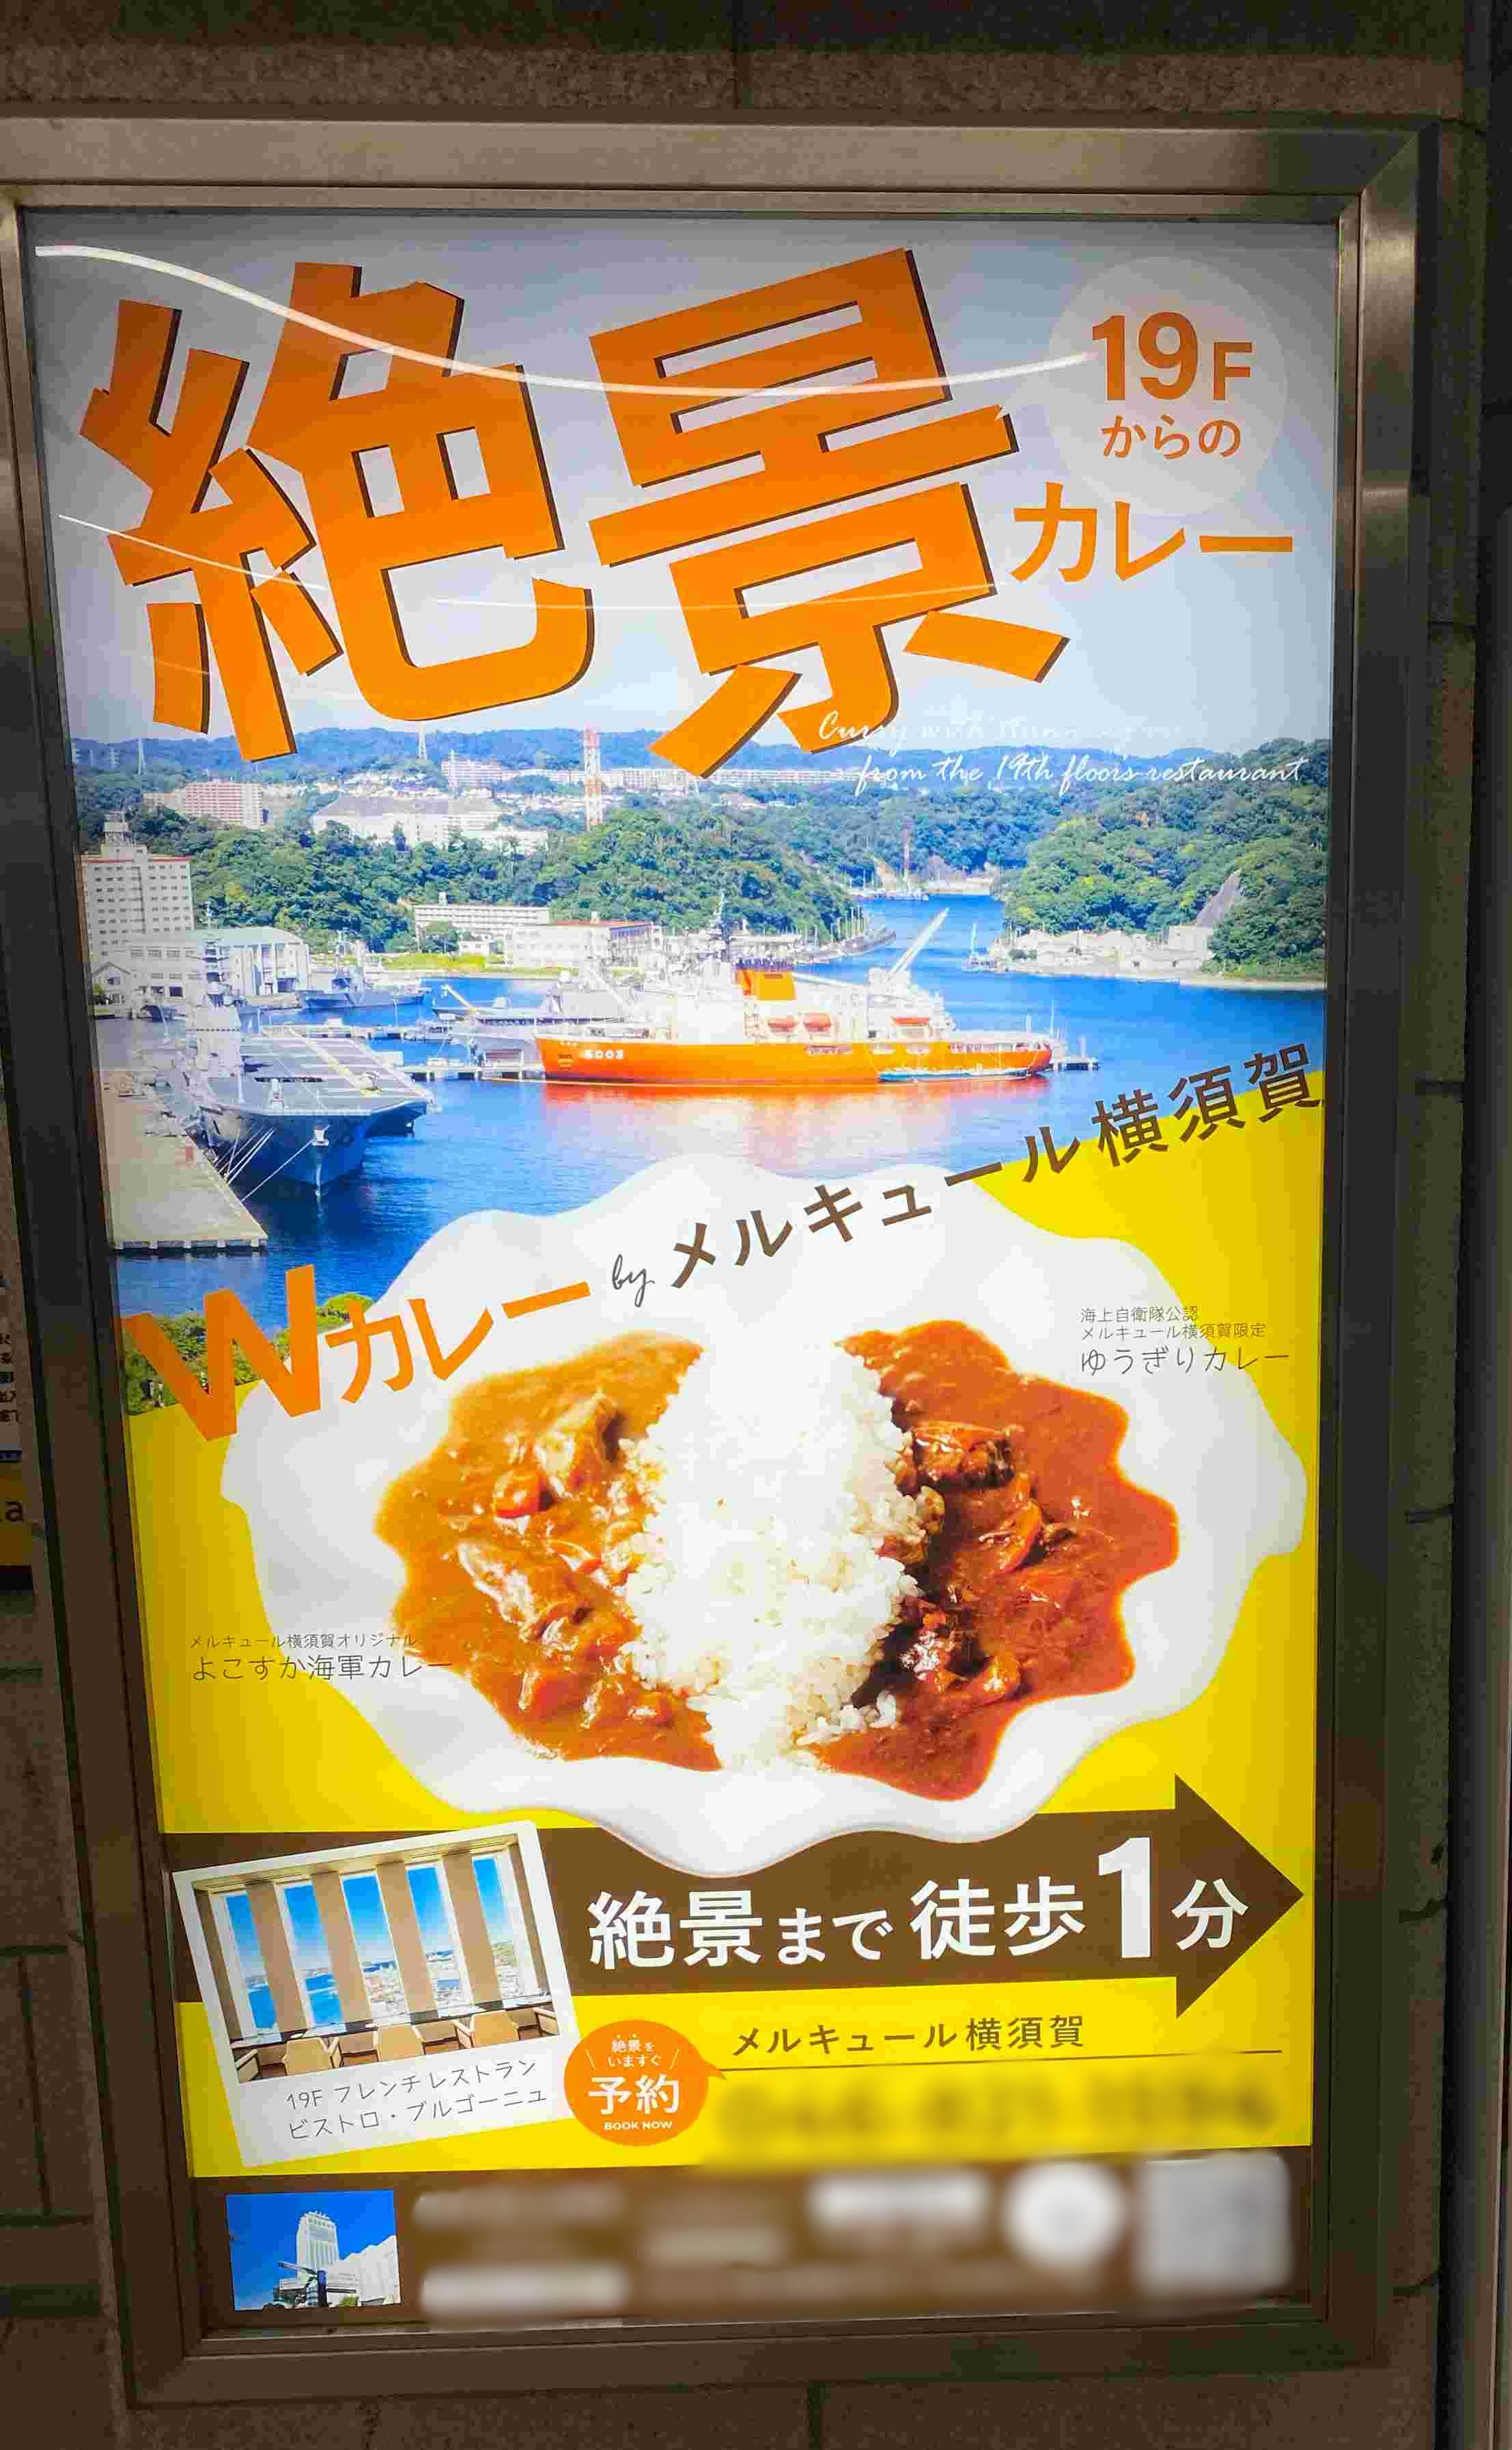 絶景
19F
からの
カレー
Curry with
from the 19th floors restaurant
5003
Wカレー by メルキュール横須賀
海上自衛隊公認
メルキュール横須賀限定
ゆうぎりカレー
メルキュール横須賀オリジナル
よこすか海軍カレー
絶景まで徒歩1分
19F フレンチレストラン
ビストロ・ブルゴーニュ
絶景を
いますぐ
予約
BOOK NOW
メルキュール横須賀